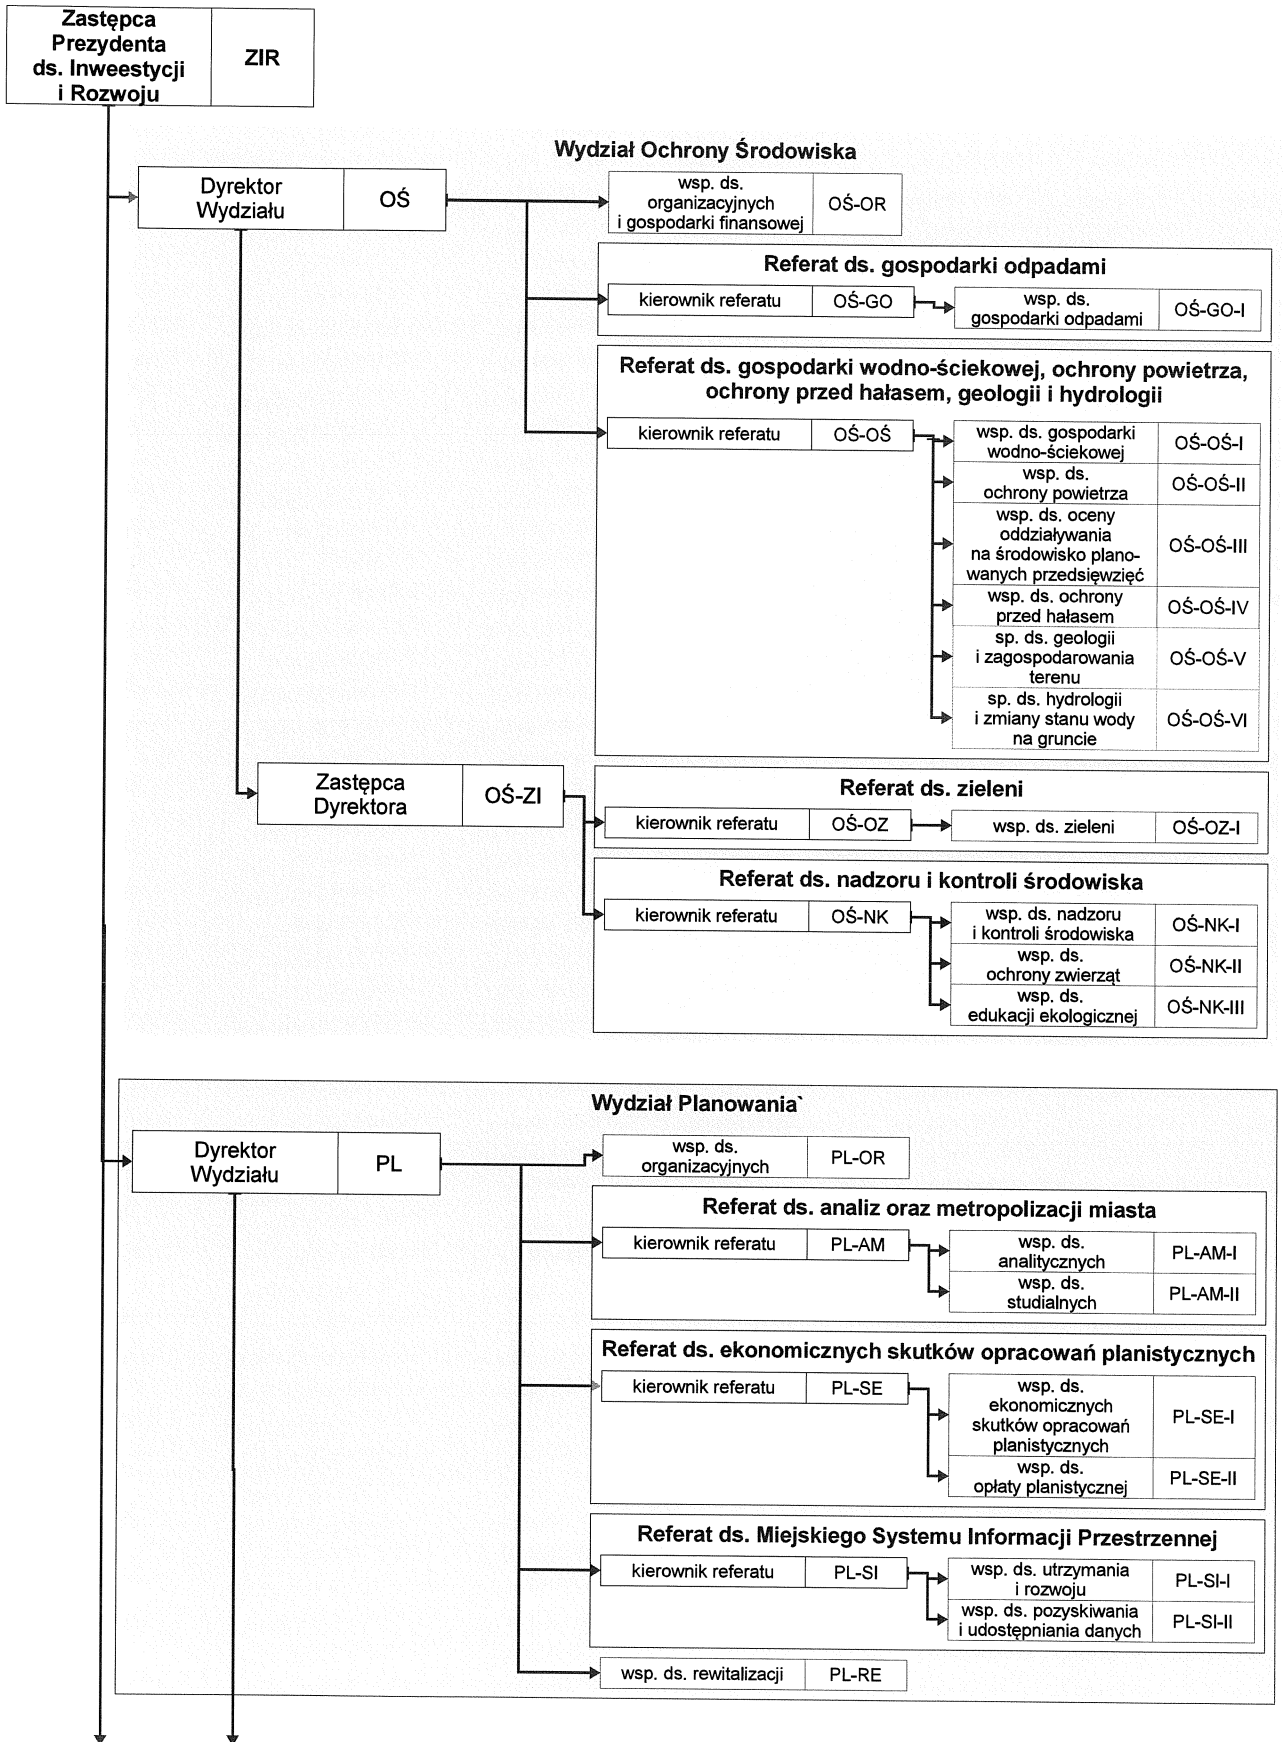 Zastępca
Prezydenta
ds. Inweestycji
i Rozwoju
ZIR
Wydział Ochrony Środowiska
Dyrektor
Wydziału
OŚ
wsp. ds.
organizacyjnych
i gospodarki finansowej
OŚ-OR
Referat ds. gospodarki odpadami
kierownik referatu
OŚ-GO
wsp. ds.
gospodarki odpadami
OŚ-GO-I
Referat ds. gospodarki wodno-ściekowej, ochrony powietrza,
ochrony przed hałasem, geologii i hydrologii
kierownik referatu
OŚ-OŚ
wsp. ds. gospodarki
wodno-ściekowej
OŚ-OŚ-I
wsp. ds.
ochrony powietrza
OŚ-OŚ-II
wsp. ds. oceny
oddziaływania
na środowisko plano-
wanych przedsięwzięć
OŚ-OŚ-III
wsp. ds. ochrony
przed hałasem
OŚ-OŚ-IV
sp. ds. geologii
i zagospodarowania
terenu
OŚ-OŚ-V
sp. ds. hydrologii
i zmiany stanu wody
na gruncie
OŚ-OŚ-VI
Zastępca
Dyrektora
OŚ-ZI
Referat ds. zieleni
kierownik referatu
OŚ-OZ
wsp. ds. zieleni
OŚ-OZ-I
Referat ds. nadzoru i kontroli środowiska
kierownik referatu
OŚ-NK
wsp. ds. nadzoru
i kontroli środowiska
OŚ-NK-I
wsp. ds.
ochrony zwierząt
OŚ-NK-II
wsp. ds.
edukacji ekologicznej
OŚ-NK-III
Wydział Planowania`
Dyrektor
Wydziału
PL
wsp. ds.
organizacyjnych
PL-OR
Referat ds. analiz oraz metropolizacji miasta
kierownik referatu
PL-AM
wsp. ds.
analitycznych
PL-AM-I
wsp. ds.
studialnych
PL-AM-II
Referat ds. ekonomicznych skutków opracowań planistycznych
kierownik referatu
PL-SE
wsp. ds.
ekonomicznych
skutków opracowań
planistycznych
PL-SE-I
wsp. ds.
opłaty planistycznej
PL-SE-II
Referat ds. Miejskiego Systemu Informacji Przestrzennej
kierownik referatu
PL-SI
wsp. ds. utrzymania
i rozwoju
PL-SI-I
wsp. ds. pozyskiwania
i udostępniania danych
PL-SI-II
wsp. ds. rewitalizacji
PL-RE